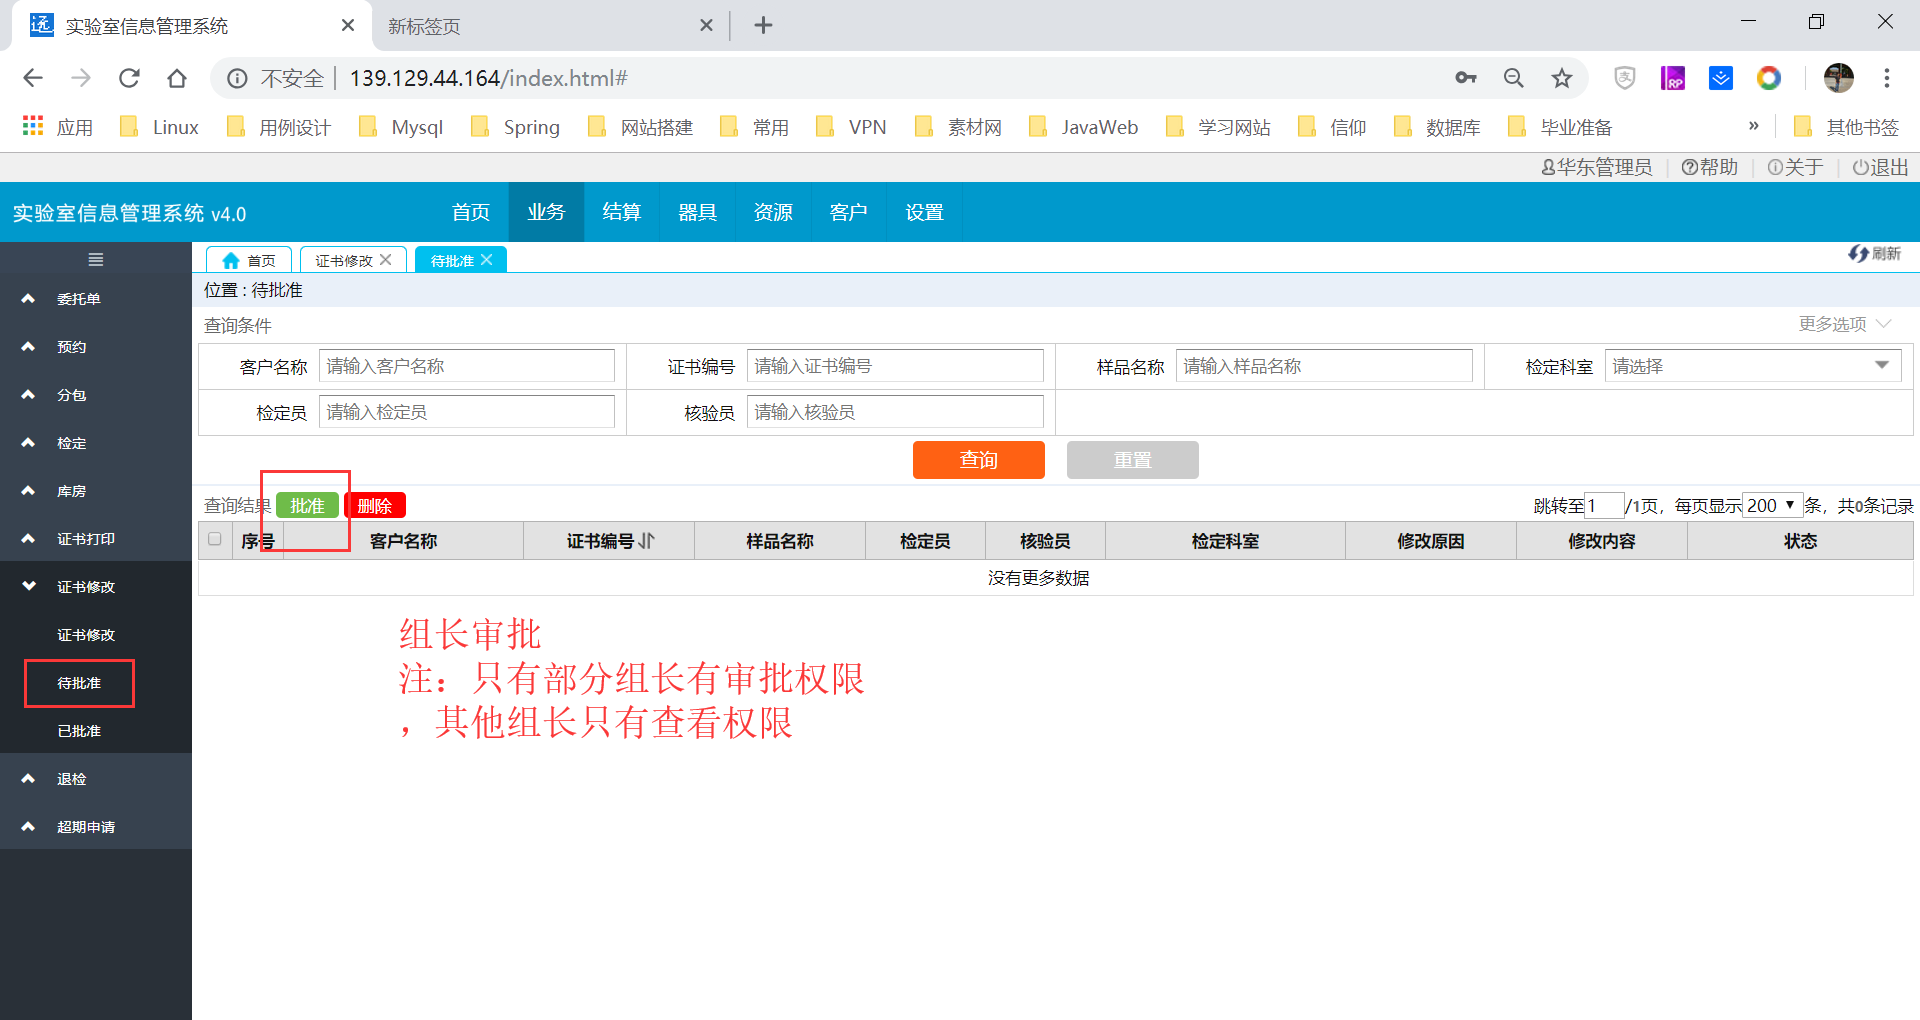 实验室信息管理系统
新标签页
不安全
139.129.44.164/index.html#
应用
Linux
用例设计
Mysql
Spring
网站搭建
常用
VPN
素材网
JavaWeb
学习网站
信仰
数据库
毕业准备
»
其他书签
华东管理员
帮助
关于
退出
实验室信息管理系统 v4.0
首页
业务
结算
器具
资源
客户
设置
首页
证书修改
待批准
刷新
委托单
预约
分包
检定
库房
证书打印
证书修改
证书修改
待批准
已批准
退检
超期申请
位置 : 待批准
查询条件
更多选项
客户名称 请输入客户名称
证书编号 请输入证书编号
样品名称 请输入样品名称
检定科室 请选择
检定员 请输入检定员
核验员 请输入核验员
查询
重置
查询结果
批准
删除
跳转至1/1页，每页显示200条，共0条记录
序号
客户名称
证书编号
样品名称
检定员
核验员
检定科室
修改原因
修改内容
状态
没有更多数据
组长审批
注：只有部分组长有审批权限
，其他组长只有查看权限